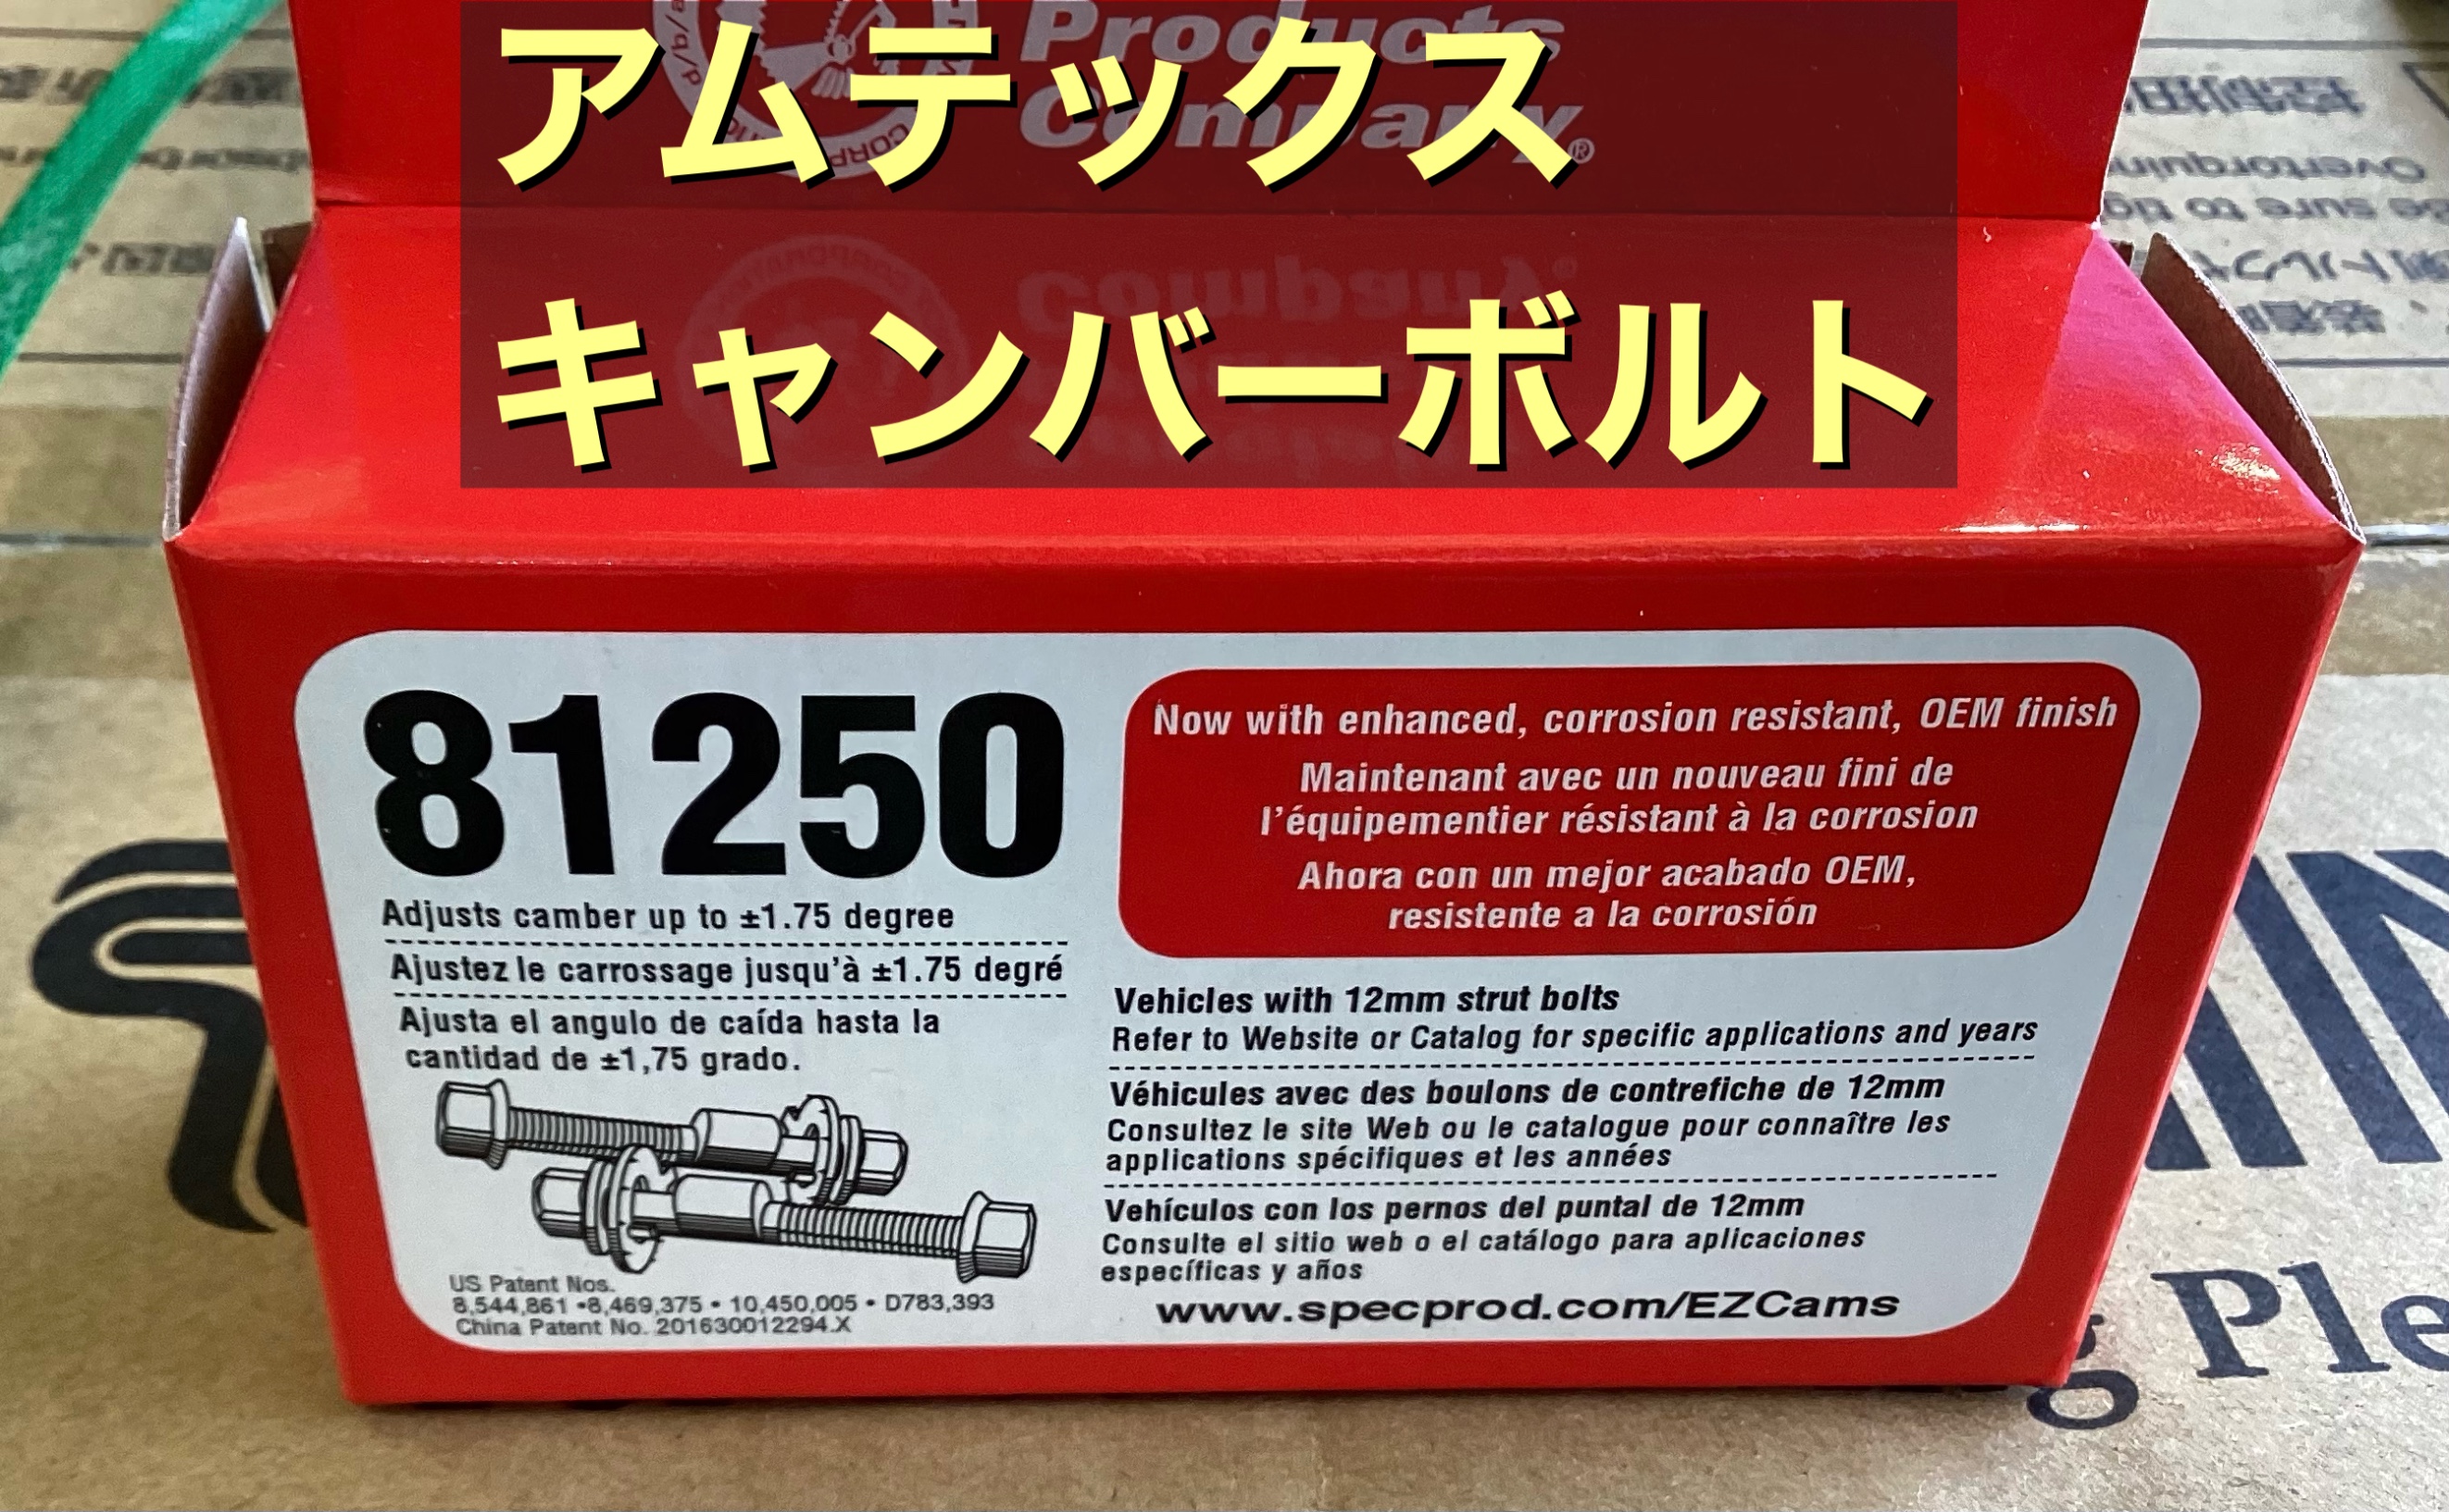 アムテックス
Products
Company®
キャンバーボルト
81250
Adjusts camber up to ±1.75 degree
Ajustez le carrossage jusqu'à ±1.75 degré
Ajusta el angulo de caída hasta la
cantidad de ±1,75 grado.
US Patent Nos.
8,544,861 •8,469,375 • 10,450,005 • D783,393
China Patent No. 201630012294.X
Now with enhanced, corrosion resistant, OEM finish
Maintenant avec un nouveau fini de
l'équipementier résistant à la corrosion
Ahora con un mejor acabado OEM,
resistente a la corrosión
Vehicles with 12mm strut bolts
Refer to Website or Catalog for specific applications and years
Véhicules avec des boulons de contrefiche de 12mm
Consultez le site Web ou le catalogue pour connaître les
applications spécifiques et les années
Vehículos con los pernos del puntal de 12mm
Consulte el sitio web o el catálogo para aplicaciones
específicas y años
www.specprod.com/EZCams